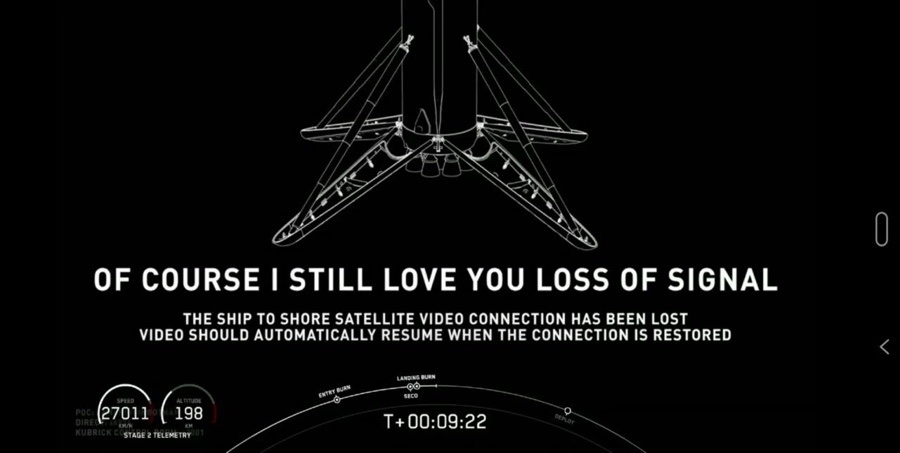 OF COURSE I STILL LOVE YOU LOSS OF SIGNAL
THE SHIP TO SHORE SATELLITE VIDEO CONNECTION HAS BEEN LOST
VIDEO SHOULD AUTOMATICALLY RESUME WHEN THE CONNECTION IS RESTORED
ENTRY BURN
LANDING BURN
SECO
DEPLOY
SPEED
27011
KM/H
ALTITUDE
198
KM
STAGE 2 TELEMETRY
T+00:09:22
POC:
KUBRICK